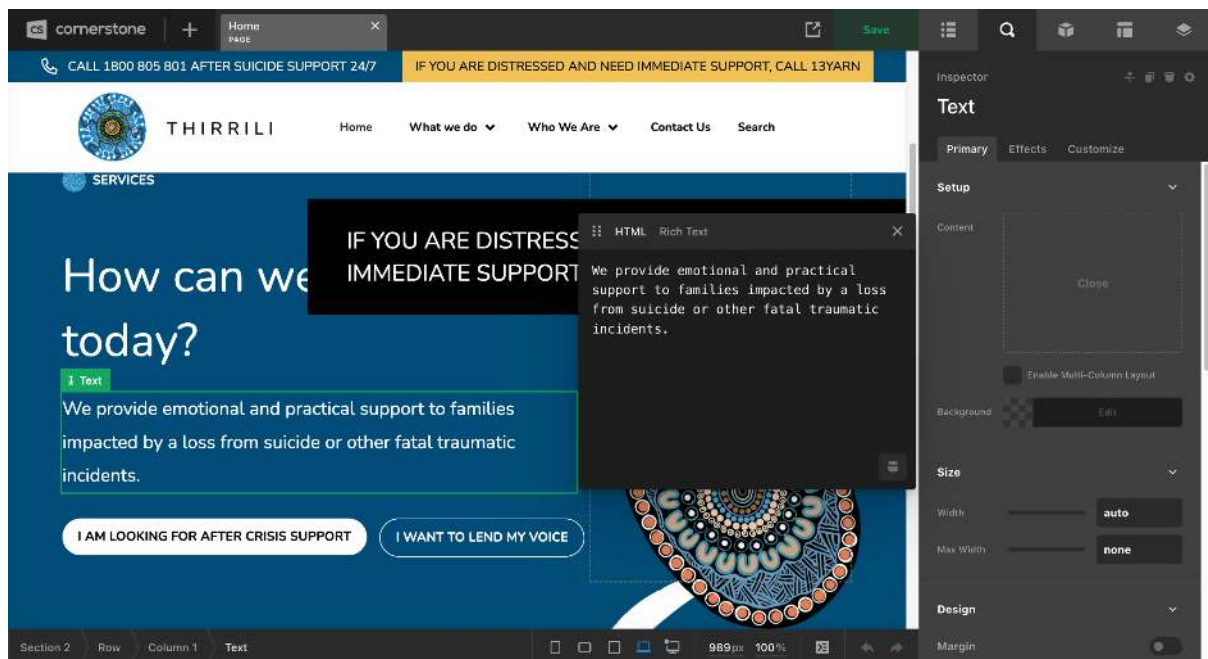 cs cornerstone
Home
PAGE
Save
CALL 1800 805 801 AFTER SUICIDE SUPPORT 24/7
IF YOU ARE DISTRESSED AND NEED IMMEDIATE SUPPORT, CALL 13YARN
THIRRILI
Home What we do Who We Are Contact Us Search
SERVICES
IF YOU ARE DISTRESS
IMMEDIATE SUPPORT
How can we
today?
Text
We provide emotional and practical support to families
impacted by a loss from suicide or other fatal traumatic
incidents.
I AM LOOKING FOR AFTER CRISIS SUPPORT
I WANT TO LEND MY VOICE
HTML Rich Text
We provide emotional and practical
support to families impacted by a loss
from suicide or other fatal traumatic
incidents.
Section 2 Row Column 1 Text
989px 100%
Inspector
Text
Primary Effects Customize
Setup
Content
Close
Enable Multi-Column Layout
Background
Edit
Size
Width auto
Max Width none
Design
Margin